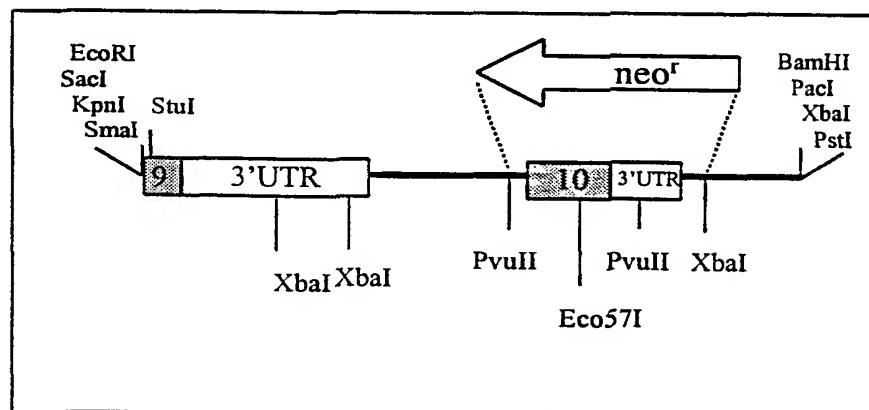 EcoRI
SacI
KpnI
SmaI
StuI
neoʳ
BamHI
PacI
XbaI
PstI
9
3'UTR
10
3'UTR
XbaI
XbaI
PvuII
Eco57I
PvuII
XbaI